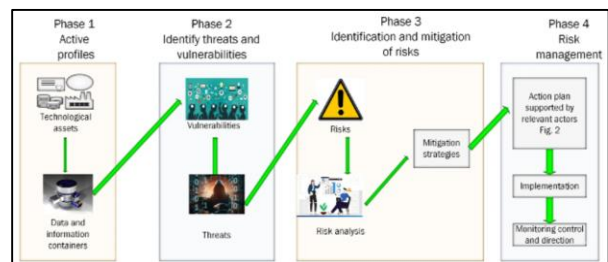 Phase 1
Active
profiles
Technological
assets
Data and
information
containers
Phase 2
Identify threats and
vulnerabilities
Vulnerabilities
Threats
Phase 3
Identification and mitigation
of risks
Risks
Risk analysis
Mitigation
strategies
Phase 4
Risk
management
Action plan
supported by
relevant actors
Fig. 2
Implementation
Monitoring control
and direction